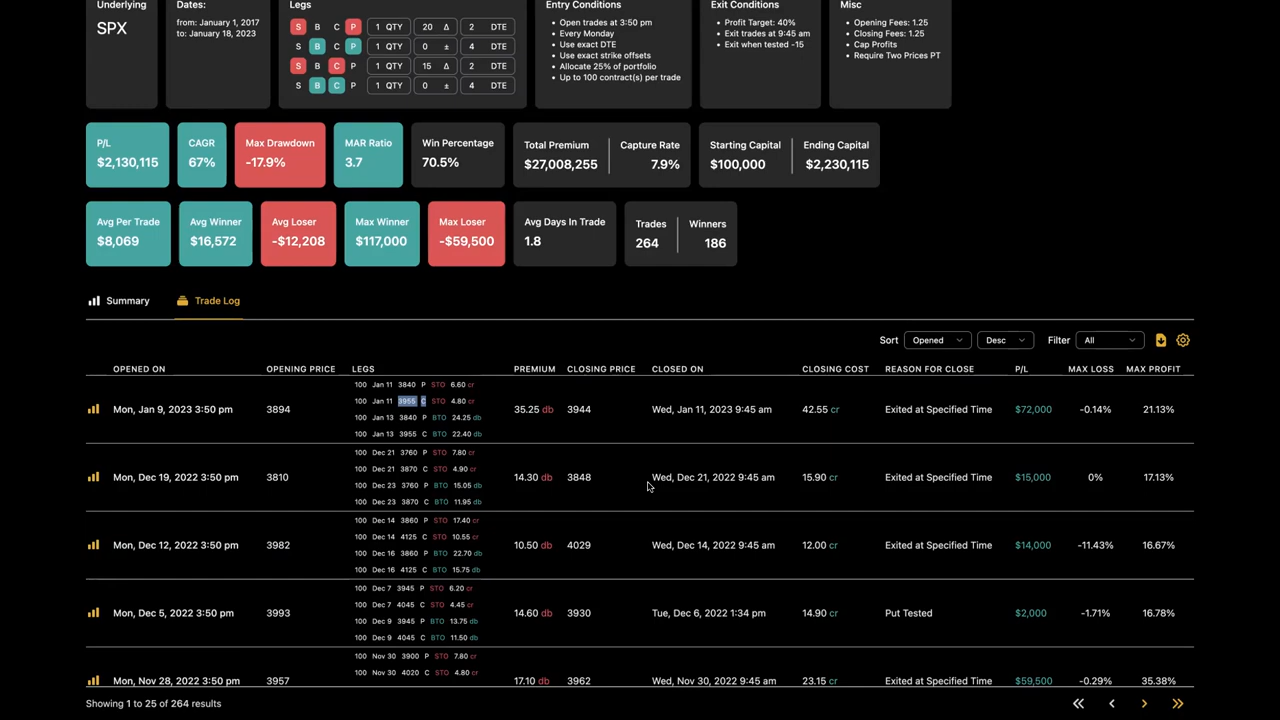 Underlying
SPX
Dates:
from: January 1, 2017
to: January 18, 2023
Legs
S B C P 1 QTY 20 Δ 2 DTE
S B C P 1 QTY 0 ± 4 DTE
S B C P 1 QTY 15 Δ 2 DTE
S B C P 1 QTY 0 ± 4 DTE
Entry Conditions
• Open trades at 3:50 pm
• Every Monday
• Use exact DTE
• Use exact strike offsets
• Allocate 25% of portfolio
• Up to 100 contract(s) per trade
Exit Conditions
• Profit Target: 40%
• Exit trades at 9:45 am
• Exit when tested -15
Misc
• Opening Fees: 1.25
• Closing Fees: 1.25
• Cap Profits
• Require Two Prices PT
P/L
$2,130,115
CAGR
67%
Max Drawdown
-17.9%
MAR Ratio
3.7
Win Percentage
70.5%
Total Premium
$27,008,255
Capture Rate
7.9%
Starting Capital
$100,000
Ending Capital
$2,230,115
Avg Per Trade
$8,069
Avg Winner
$16,572
Avg Loser
-$12,208
Max Winner
$117,000
Max Loser
-$59,500
Avg Days In Trade
1.8
Trades
264
Winners
186
Summary Trade Log
Sort Opened Desc Filter All
OPENED ON OPENING PRICE LEGS PREMIUM CLOSING PRICE CLOSED ON CLOSING COST REASON FOR CLOSE P/L MAX LOSS MAX PROFIT
100 Jan 11 3840 P STO 6.60 cr
100 Jan 11 3955 C STO 4.80 cr
Mon, Jan 9, 2023 3:50 pm 3894 35.25 db 3944 Wed, Jan 11, 2023 9:45 am 42.55 cr Exited at Specified Time $72,000 -0.14% 21.13%
100 Jan 13 3840 P BTO 24.25 db
100 Jan 13 3955 C BTO 22.40 db
100 Dec 21 3760 P STO 7.80 cr
100 Dec 21 3870 C STO 4.90 cr
Mon, Dec 19, 2022 3:50 pm 3810 14.30 db 3848 Wed, Dec 21, 2022 9:45 am 15.90 cr Exited at Specified Time $15,000 0% 17.13%
100 Dec 23 3760 P BTO 15.05 db
100 Dec 23 3870 C BTO 11.95 db
100 Dec 14 3860 P STO 17.40 cr
100 Dec 14 4125 C STO 10.55 cr
Mon, Dec 12, 2022 3:50 pm 3982 10.50 db 4029 Wed, Dec 14, 2022 9:45 am 12.00 cr Exited at Specified Time $14,000 -11.43% 16.67%
100 Dec 16 3860 P BTO 22.70 db
100 Dec 16 4125 C BTO 15.75 db
100 Dec 7 3945 P STO 6.20 cr
100 Dec 7 4045 C STO 4.45 cr
Mon, Dec 5, 2022 3:50 pm 3993 14.60 db 3930 Tue, Dec 6, 2022 1:34 pm 14.90 cr Put Tested $2,000 -1.71% 16.78%
100 Dec 9 3945 P BTO 13.75 db
100 Dec 9 4045 C BTO 11.50 db
100 Nov 30 3900 P STO 7.80 cr
100 Nov 30 4020 C STO 4.80 cr
Mon, Nov 28, 2022 3:50 pm 3957 17.10 db 3962 Wed, Nov 30, 2022 9:45 am 23.15 cr Exited at Specified Time $59,500 -0.29% 35.38%
Showing 1 to 25 of 264 results